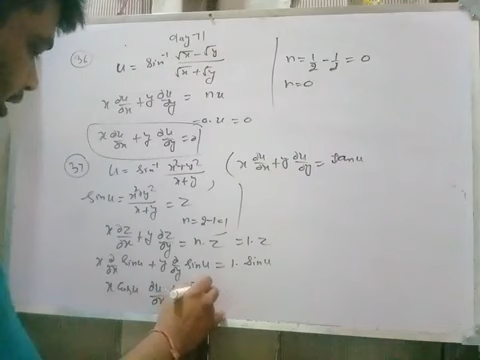 Day 71
(36) u = sin⁻¹ (√x − √y)/(√x + √y)
n = 1/2 − 1/2 = 0
n = 0
x ∂u/∂x + y ∂u/∂y = nu
= 0.u = 0
x ∂u/∂x + y ∂u/∂y = 0
(37) u = sin⁻¹ (x²+y²)/(x+y), (x ∂u/∂x + y ∂u/∂y = tan u
sin u = (x²+y²)/(x+y) = z
n = 2-1 = 1
x ∂z/∂x + y ∂z/∂y = n.z = 1.z
x ∂/∂x sin u + y ∂/∂y sin u = 1. sin u
x cos u ∂u/∂x